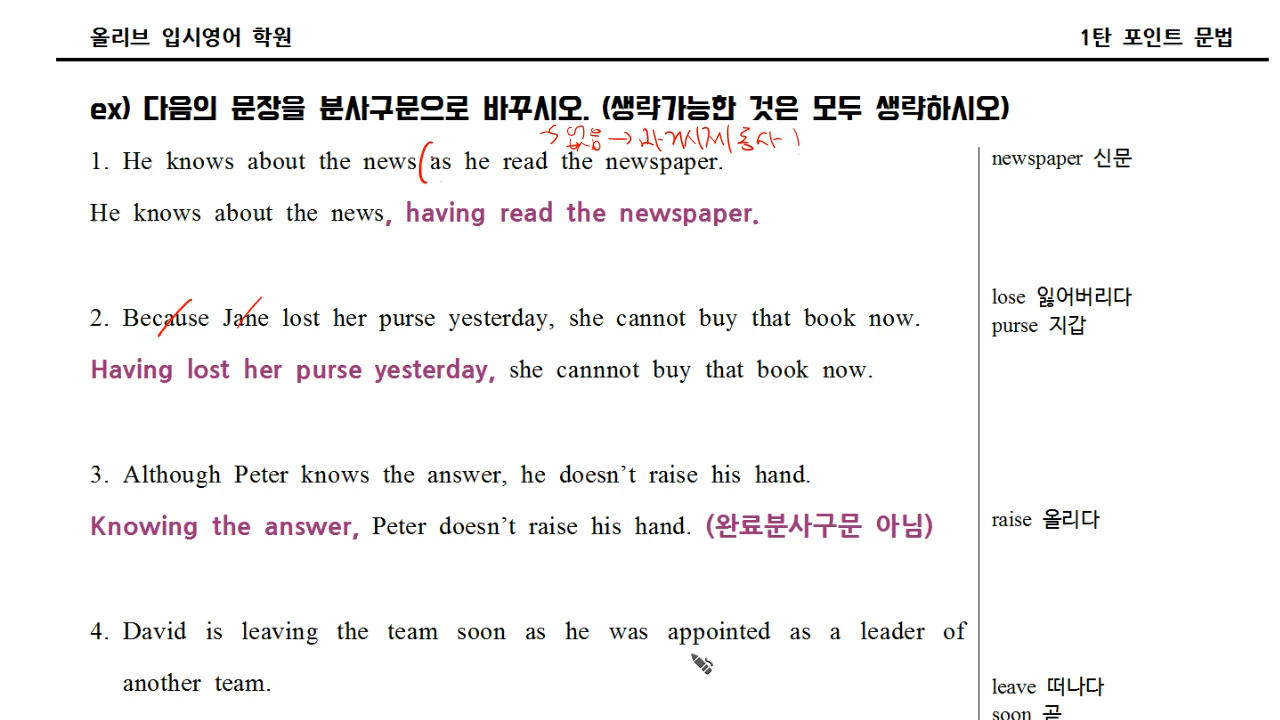 올리브 입시영어 학원 1탄 포인트 문법
ex) 다음의 문장을 분사구문으로 바꾸시오. (생략가능한 것은 모두 생략하시오)
→ 없음 → 과거시제(동사)
1. He knows about the news as he read the newspaper.
newspaper 신문
He knows about the news, having read the newspaper.
lose 잃어버리다
2. Because Jane lost her purse yesterday, she cannot buy that book now.
purse 지갑
Having lost her purse yesterday, she cannnot buy that book now.
3. Although Peter knows the answer, he doesn't raise his hand.
Knowing the answer, Peter doesn't raise his hand. (완료분사구문 아님)
raise 올리다
4. David is leaving the team soon as he was appointed as a leader of
another team.
leave 떠나다
soon 곧